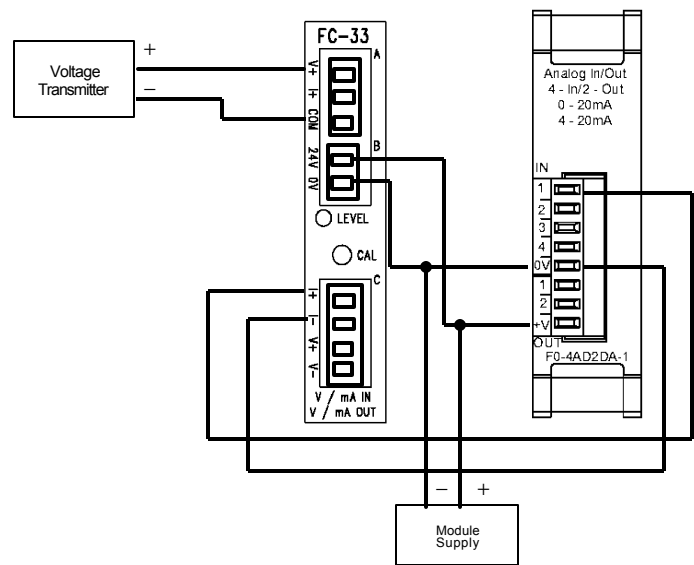 Voltage
Transmitter
+
−
FC-33
A
V+
I+
COM
B
24V
0V
LEVEL
CAL
C
I+
I-
V+
V-
V / mA IN
V / mA OUT
Analog In/Out
4 - In/2 - Out
0 - 20mA
4 - 20mA
IN
1
2
3
4
0V
1
2
+V
OUT
F0-4AD2DA-1
− +
Module
Supply